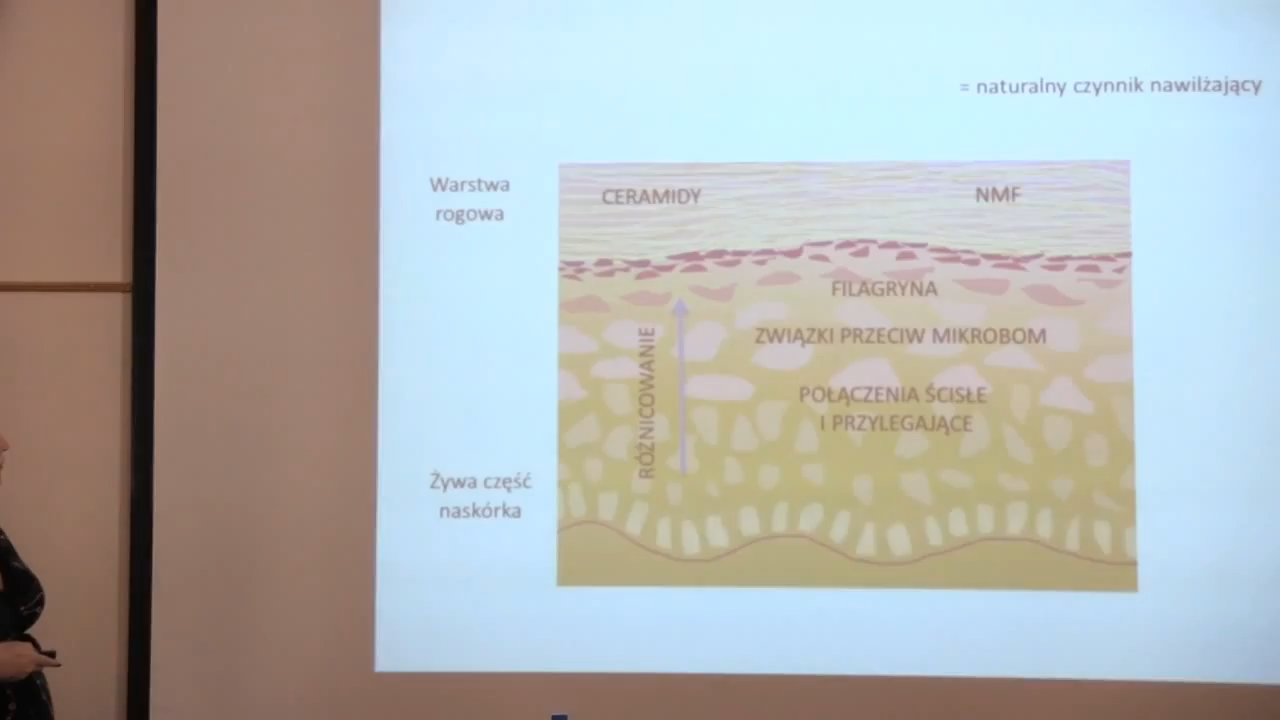 = naturalny czynnik nawilżający
Warstwa
rogowa
CERAMIDY
NMF
FILAGRYNA
ZWIĄZKI PRZECIW MIKROBOM
RÓŻNICOWANIE
POŁĄCZENIA ŚCISŁE
I PRZYLEGAJĄCE
Żywa część
naskórka